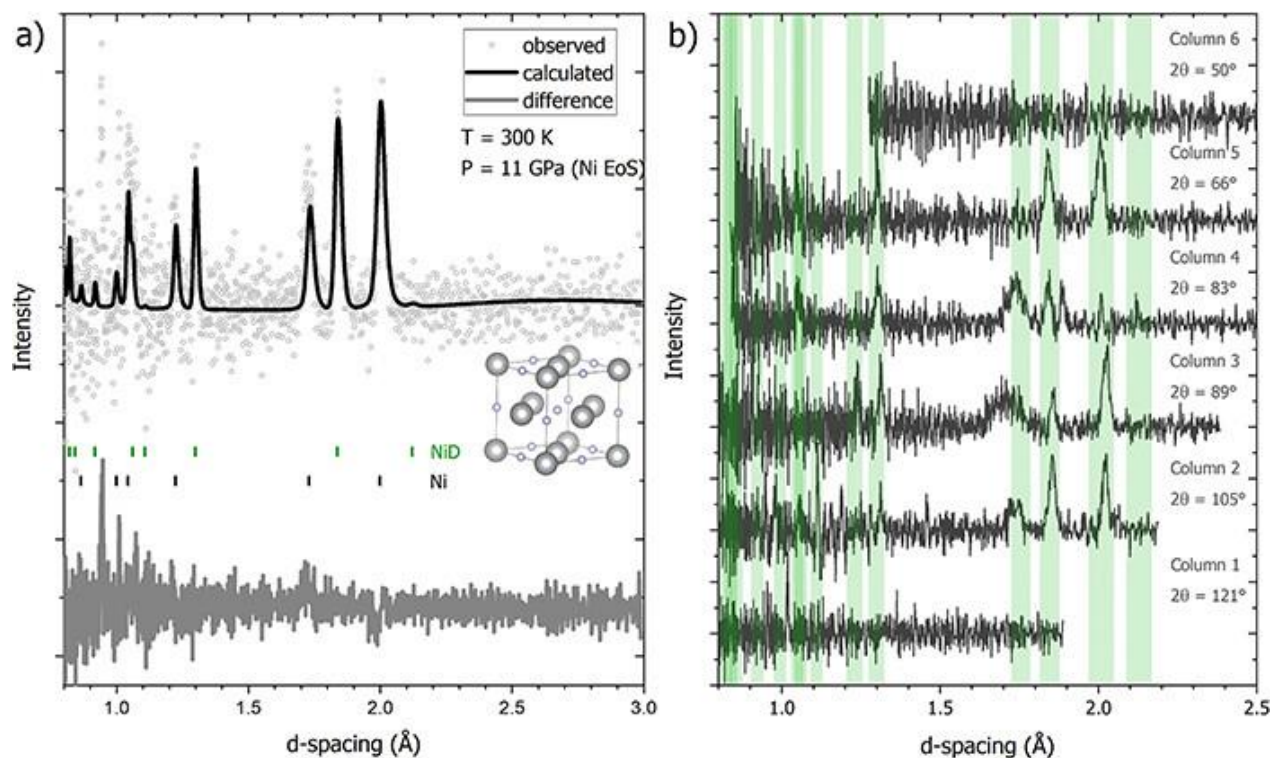 a)
observed
calculated
difference
T = 300 K
P = 11 GPa (Ni EoS)
Intensity
NiD
Ni
1.0 1.5 2.0 2.5 3.0
d-spacing (Å)
b)
Column 6
2θ = 50°
Column 5
2θ = 66°
Column 4
2θ = 83°
Column 3
2θ = 89°
Column 2
2θ = 105°
Column 1
2θ = 121°
Intensity
1.0 1.5 2.0 2.5
d-spacing (Å)